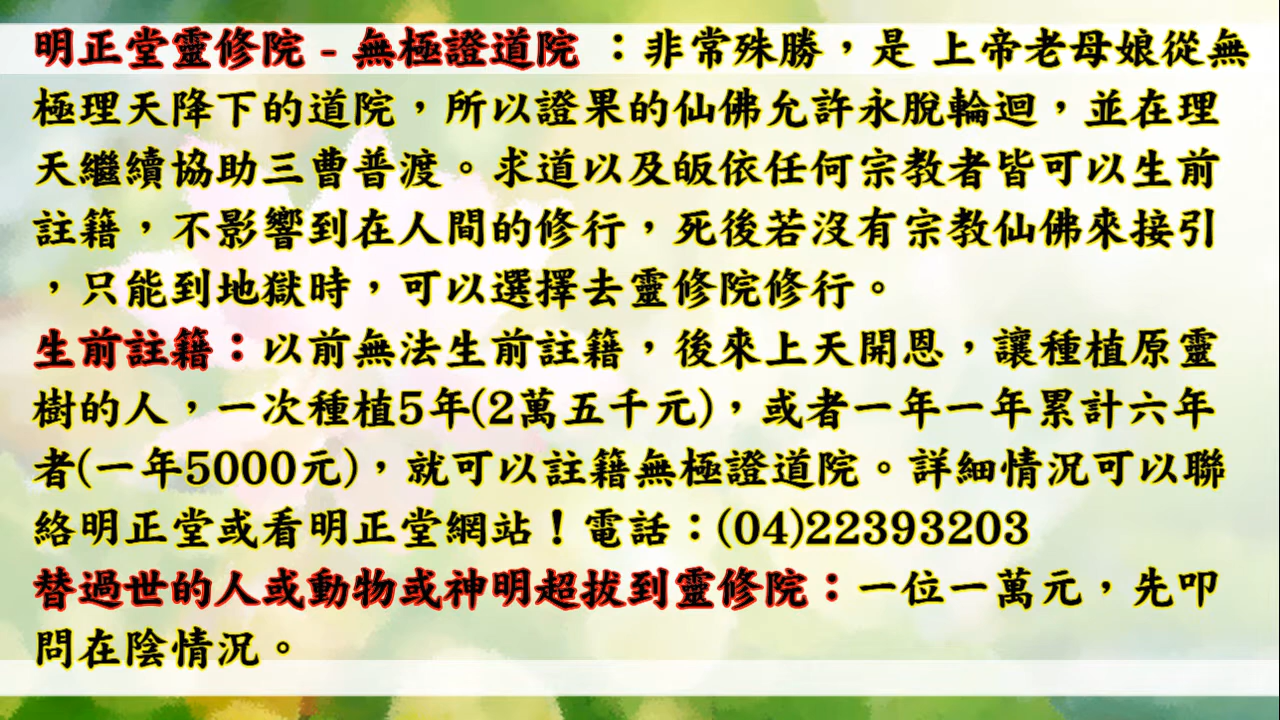 明正堂靈修院 - 無極證道院 ：非常殊勝，是 上帝老母娘從無
極理天降下的道院，所以證果的仙佛允許永脫輪迴，並在理
天繼續協助三曹普渡。求道以及皈依任何宗教者皆可以生前
註籍，不影響到在人間的修行，死後若沒有宗教仙佛來接引
，只能到地獄時，可以選擇去靈修院修行。
生前註籍：以前無法生前註籍，後來上天開恩，讓種植原靈
樹的人，一次種植5年(2萬五千元)，或者一年一年累計六年
者(一年5000元)，就可以註籍無極證道院。詳細情況可以聯
絡明正堂或看明正堂網站！電話：(04)22393203
替過世的人或動物或神明超拔到靈修院：一位一萬元，先叩
問在陰情況。